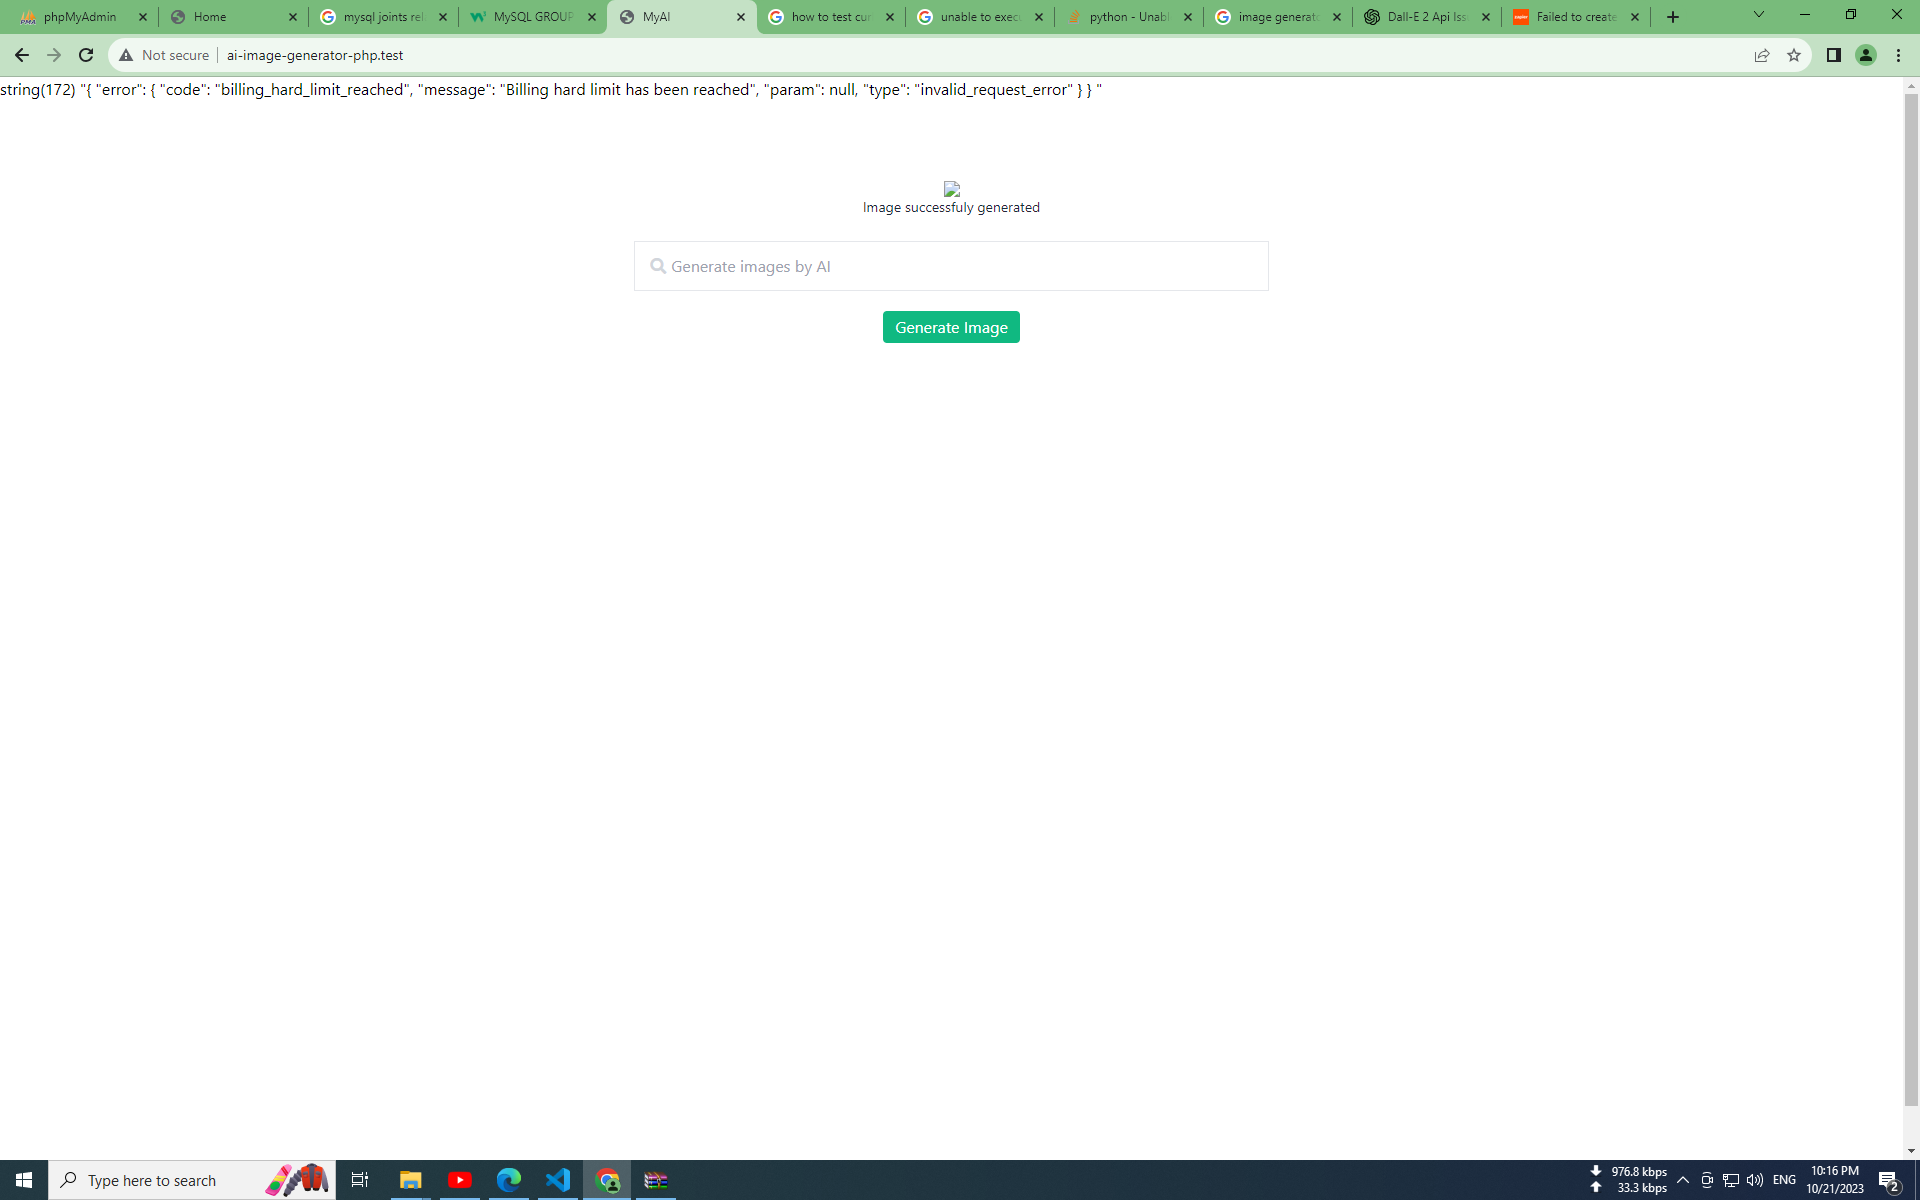 phpMyAdmin
Home
mysql joints rel
MySQL GROUP
MyAI
how to test cur
unable to exec
python - Unabl
image generato
Dall-E 2 Api Iss
Failed to create
Not secure
ai-image-generator-php.test
string(172) "{ "error": { "code": "billing_hard_limit_reached", "message": "Billing hard limit has been reached", "param": null, "type": "invalid_request_error" } } "
Image successfuly generated
Generate images by AI
Generate Image
Type here to search
976.8 kbps
33.3 kbps
ENG
10:16 PM
10/21/2023
2